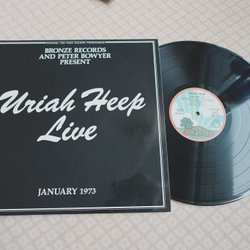 BRONZE RECORDS
AND PETER BOWYER
PRESENT
Uriah Heep
Live
JANUARY 1973